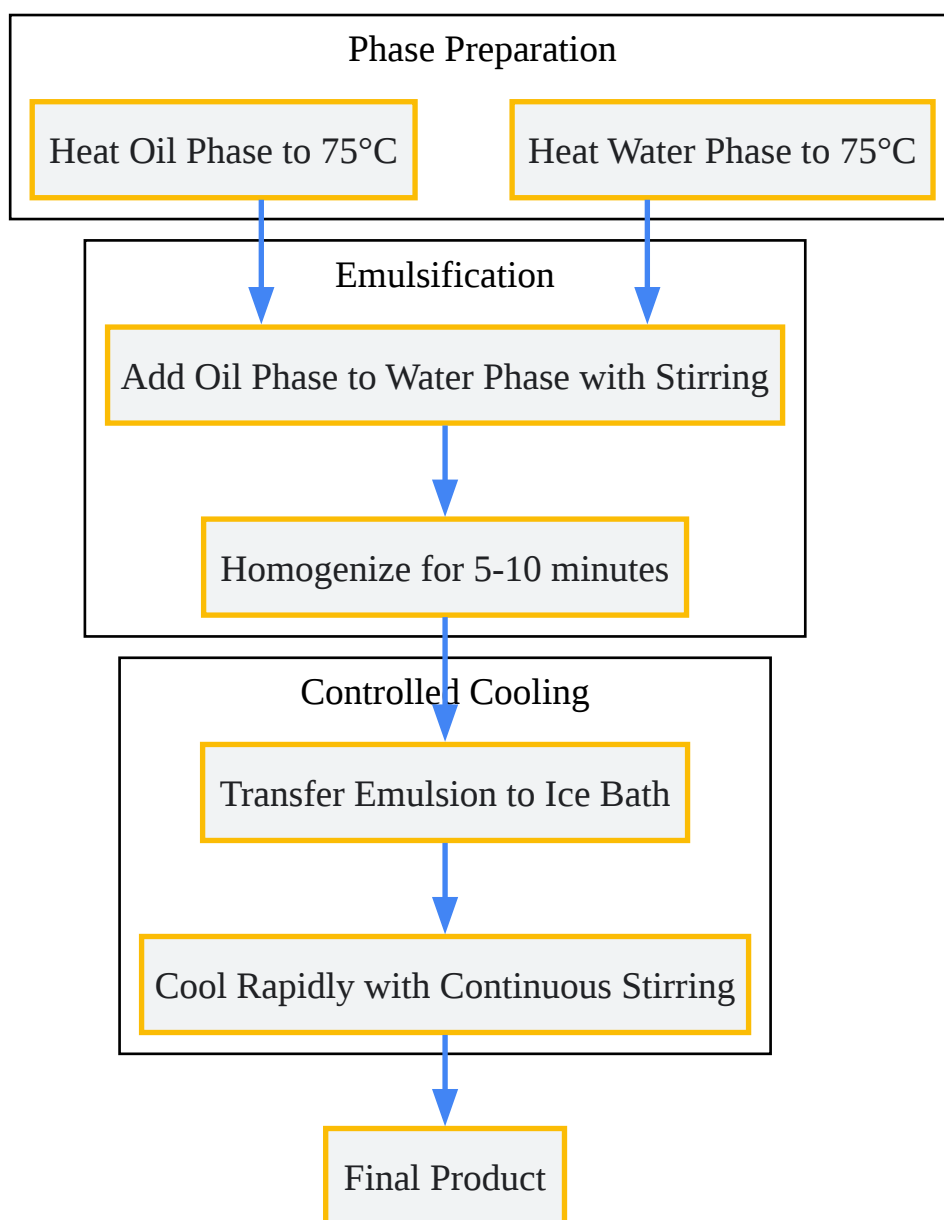 Phase Preparation
Heat Oil Phase to 75°C
Heat Water Phase to 75°C
Emulsification
Add Oil Phase to Water Phase with Stirring
Homogenize for 5-10 minutes
Controlled Cooling
Transfer Emulsion to Ice Bath
Cool Rapidly with Continuous Stirring
Final Product